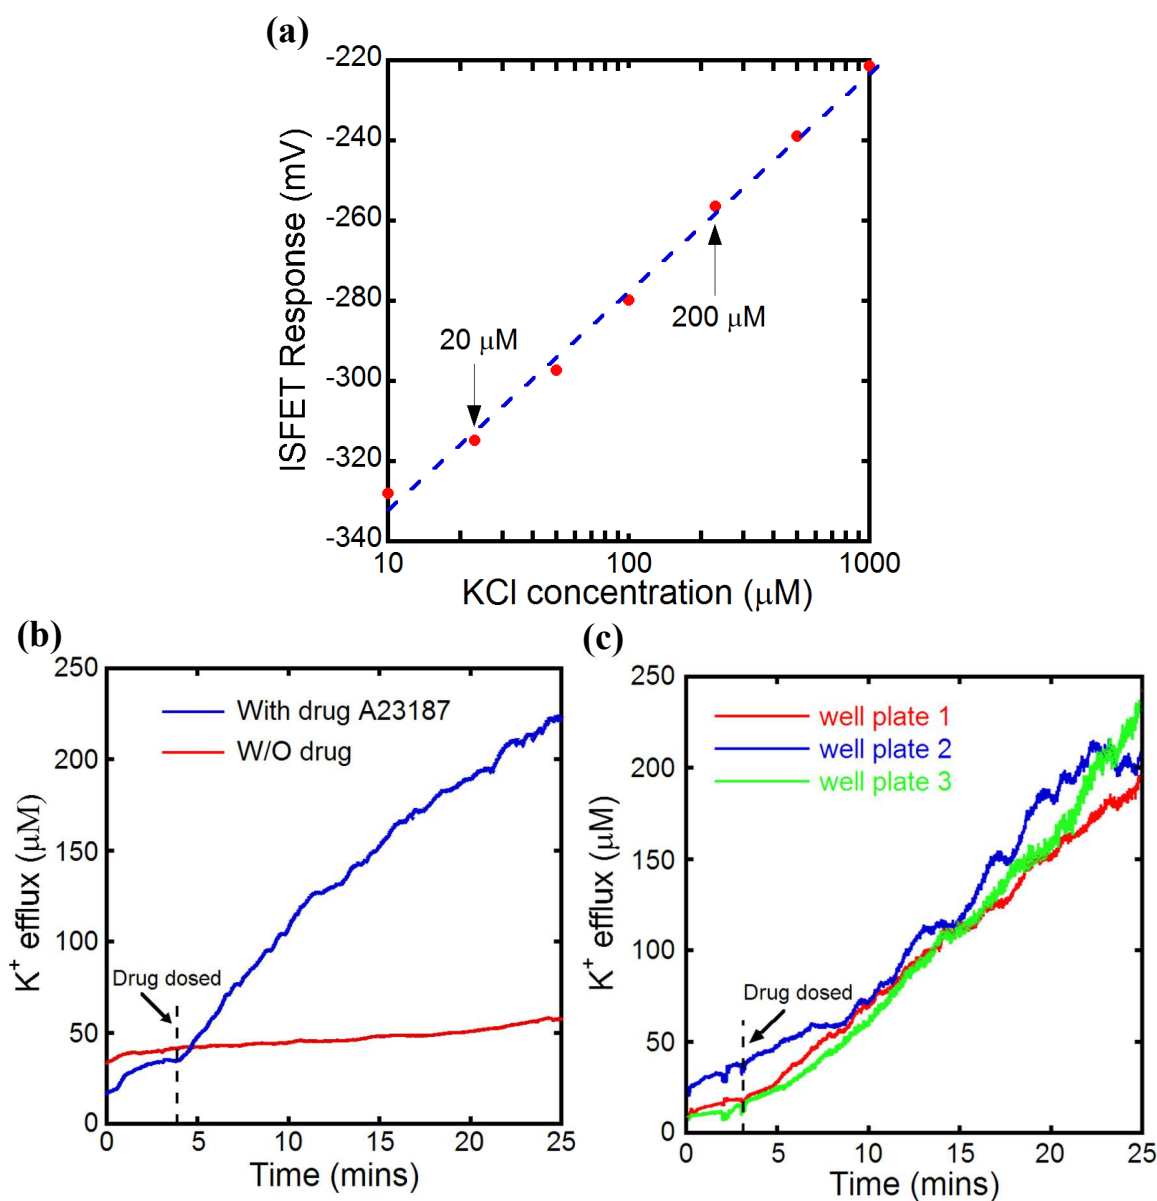 (a)
ISFET Response (mV)
-220
-240
-260
-280
-300
-320
-340
20 μM
200 μM
10
100
1000
KCl concentration (μM)
(b)
K+ efflux (μM)
250
200
150
100
50
0
With drug A23187
W/O drug
Drug dosed
0
5
10
15
20
25
Time (mins)
(c)
K+ efflux (μM)
250
200
150
100
50
0
well plate 1
well plate 2
well plate 3
Drug dosed
0
5
10
15
20
25
Time (mins)